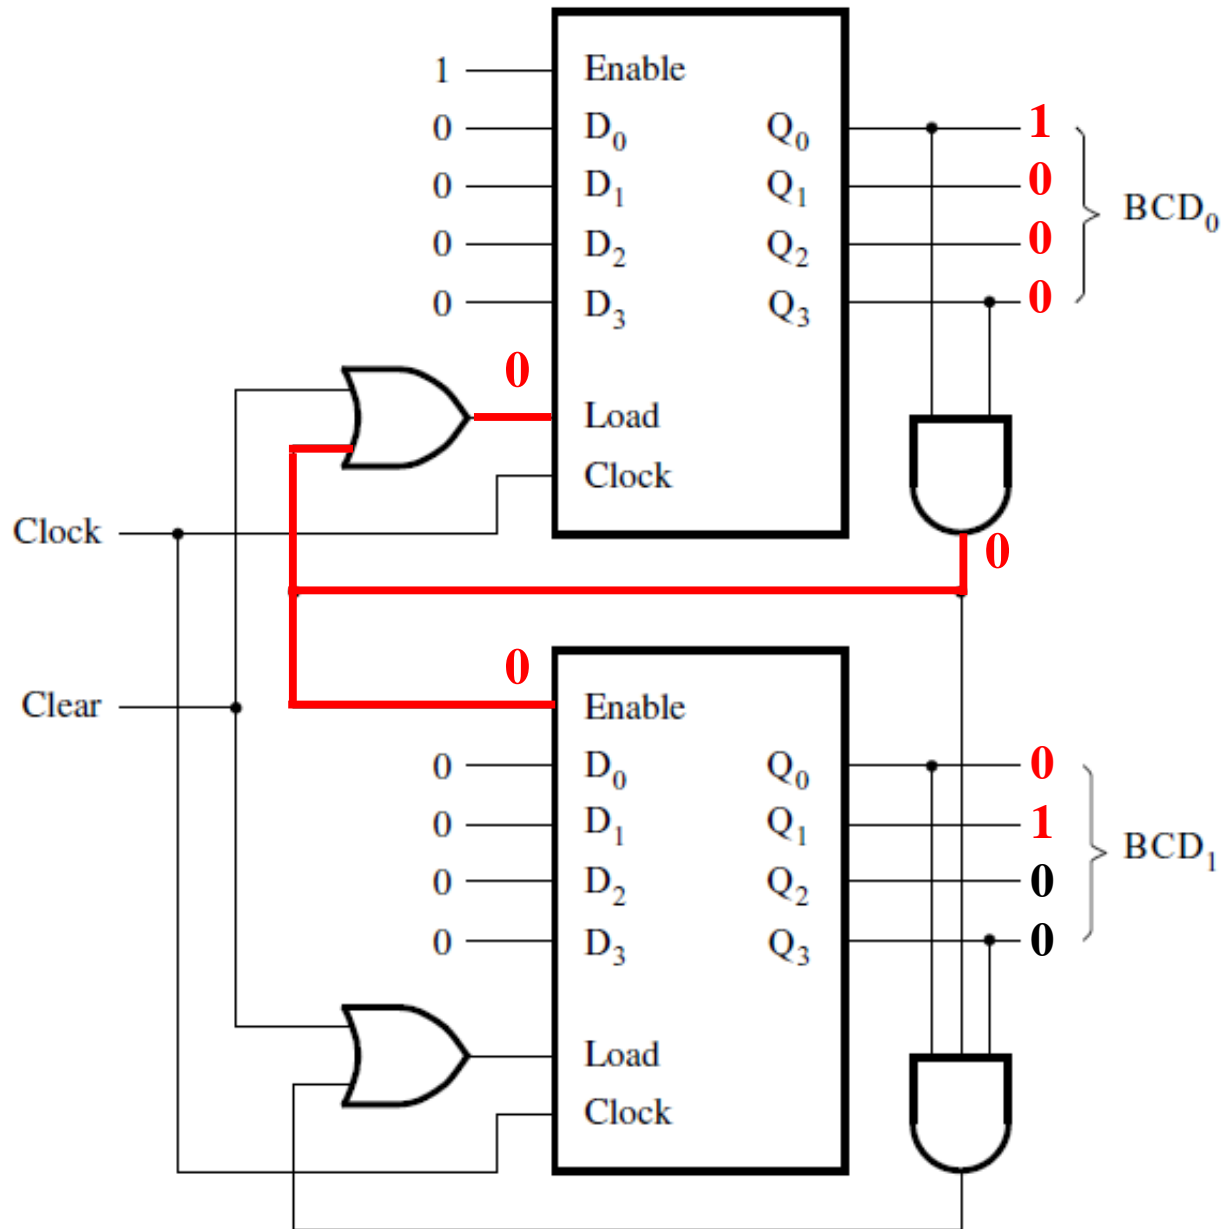 1 Enable
0 D0 Q0 1
0 D1 Q1 0
BCD0
0 D2 Q2 0
0 D3 Q3 0
0
Load
Clock
Clock
0
0
Clear Enable
0 D0 Q0 0
0 D1 Q1 1
BCD1
0 D2 Q2 0
0 D3 Q3 0
Load
Clock